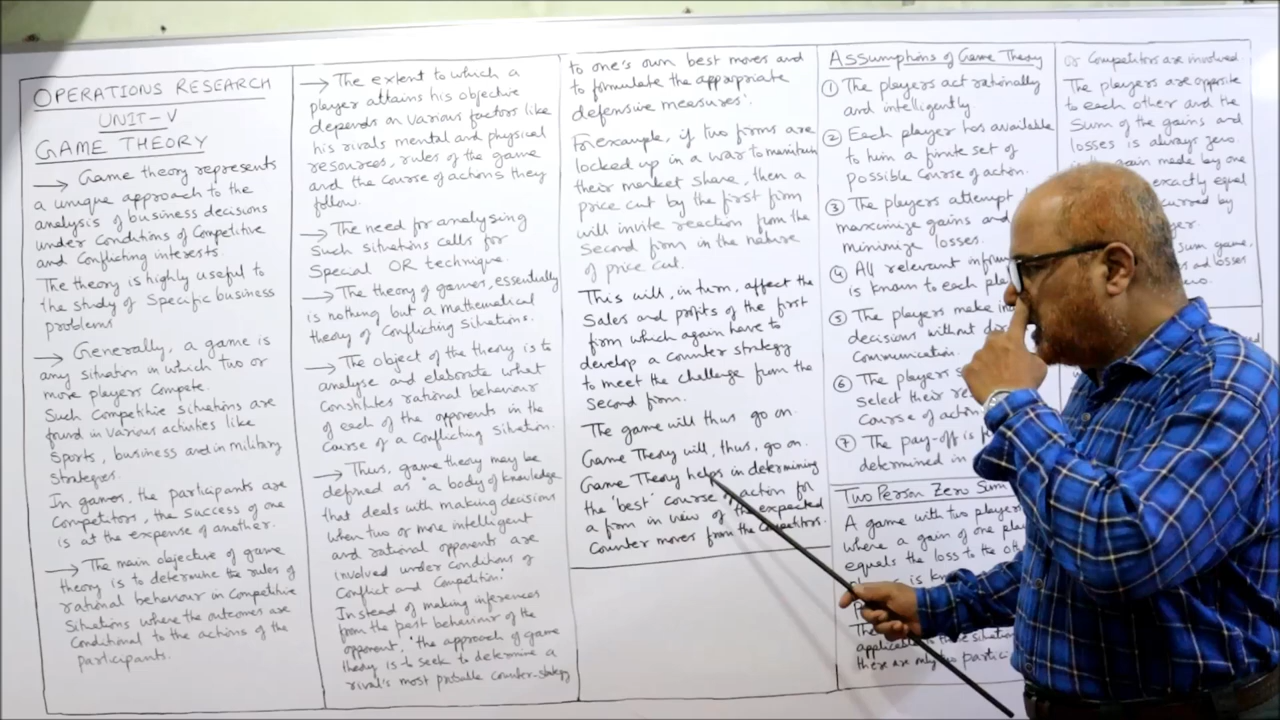 OPERATIONS RESEARCH
UNIT-V
GAME THEORY
→ Game theory represents
a unique approach to the
analysis of business decisions
under Conditions of Competitive
and Conflicting interests.
The theory is highly useful to
the study of Specific business
problems
→ Generally, a game is
any situation in which two or
more players Compete.
Such Competitive situations are
found in various activities like
Sports, business and in military
Strategies.
In games, the participants are
Competitors, the success of one
is at the expense of another.
→ The main objective of game
theory is to determine the rules of
rational behaviour in Competitive
Situations where the outcomes are
Conditional to the actions of the
participants.
→ The extent to which a
player attains his objective
depends on various factors like
his rivals mental and physical
resources, rules of the game
and the course of actions they
follow.
→ The need for analysing
Such situations calls for
Special OR technique.
→ The theory of games, essentially
is nothing but a mathematical
theory of 'Conflicting Situations.
→ The object of the theory is to
analyse and elaborate what
Constitutes rational behaviour
of each of the opponents in the
Course of a Conflicting Situation.
→ Thus, game theory may be
defined as "a body of knowledge
that deals with making decisions
when two or more intelligent
and rational opponents are
involved under conditions of
Conflict and Competition."
Instead of making inferences
from the past behaviour of the
opponent, "the approach of game
theory is to seek to determine a
rival's most probable counter-strategy
to one's own best moves and
to formulate the appropriate
defensive measures".
For example, if two firms are
locked up in a war to maintain
their market share, then a
price cut by the first firm
will invite reaction from the
Second firm in the nature
of price cut.
This will, in turn, affect the
Sales and profits of the first
firm which again have to
develop a counter strategy
to meet the challenge from the
Second firm.
The game will thus go on.
Game Theory will, thus, go on.
Game Theory helps in determining
the 'best' course of action for
a firm in view of the expected
Counter moves from the Competitors.
Assumptions of Game Theory
① The players act rationally
and intelligently
② Each player has available
to him a finite set of
possible Course of action.
③ The players attempt
maximize gains and
minimize losses.
④ All relevant
is known to each
⑤ The players make
decisions without
Communication.
⑥ The players
Select their
Course of action
⑦ The pay-off is
determined in
Two Person Zero Sum
A game with two players
where a gain of one
equals the loss to the
is
applicable to those
there are only two
or Competitors are involved
The players are opposite
to each other and the
Sum of the gains and
losses is always zero
gain made by one
exactly equal
by
sum game,
losses